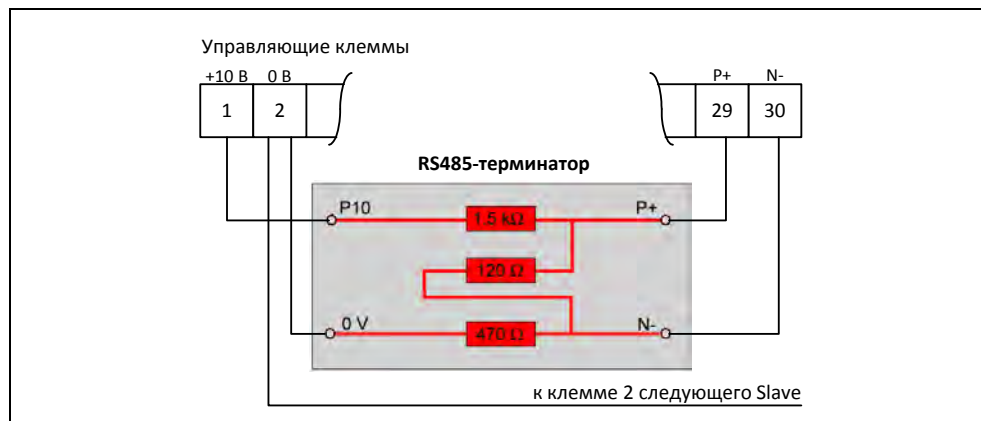 Управляющие клеммы
+10 В 0 В P+ N-
1 2 29 30
RS485-терминатор
P10 1.5 kΩ P+
120 Ω
0 V 470 Ω N-
к клемме 2 следующего Slave